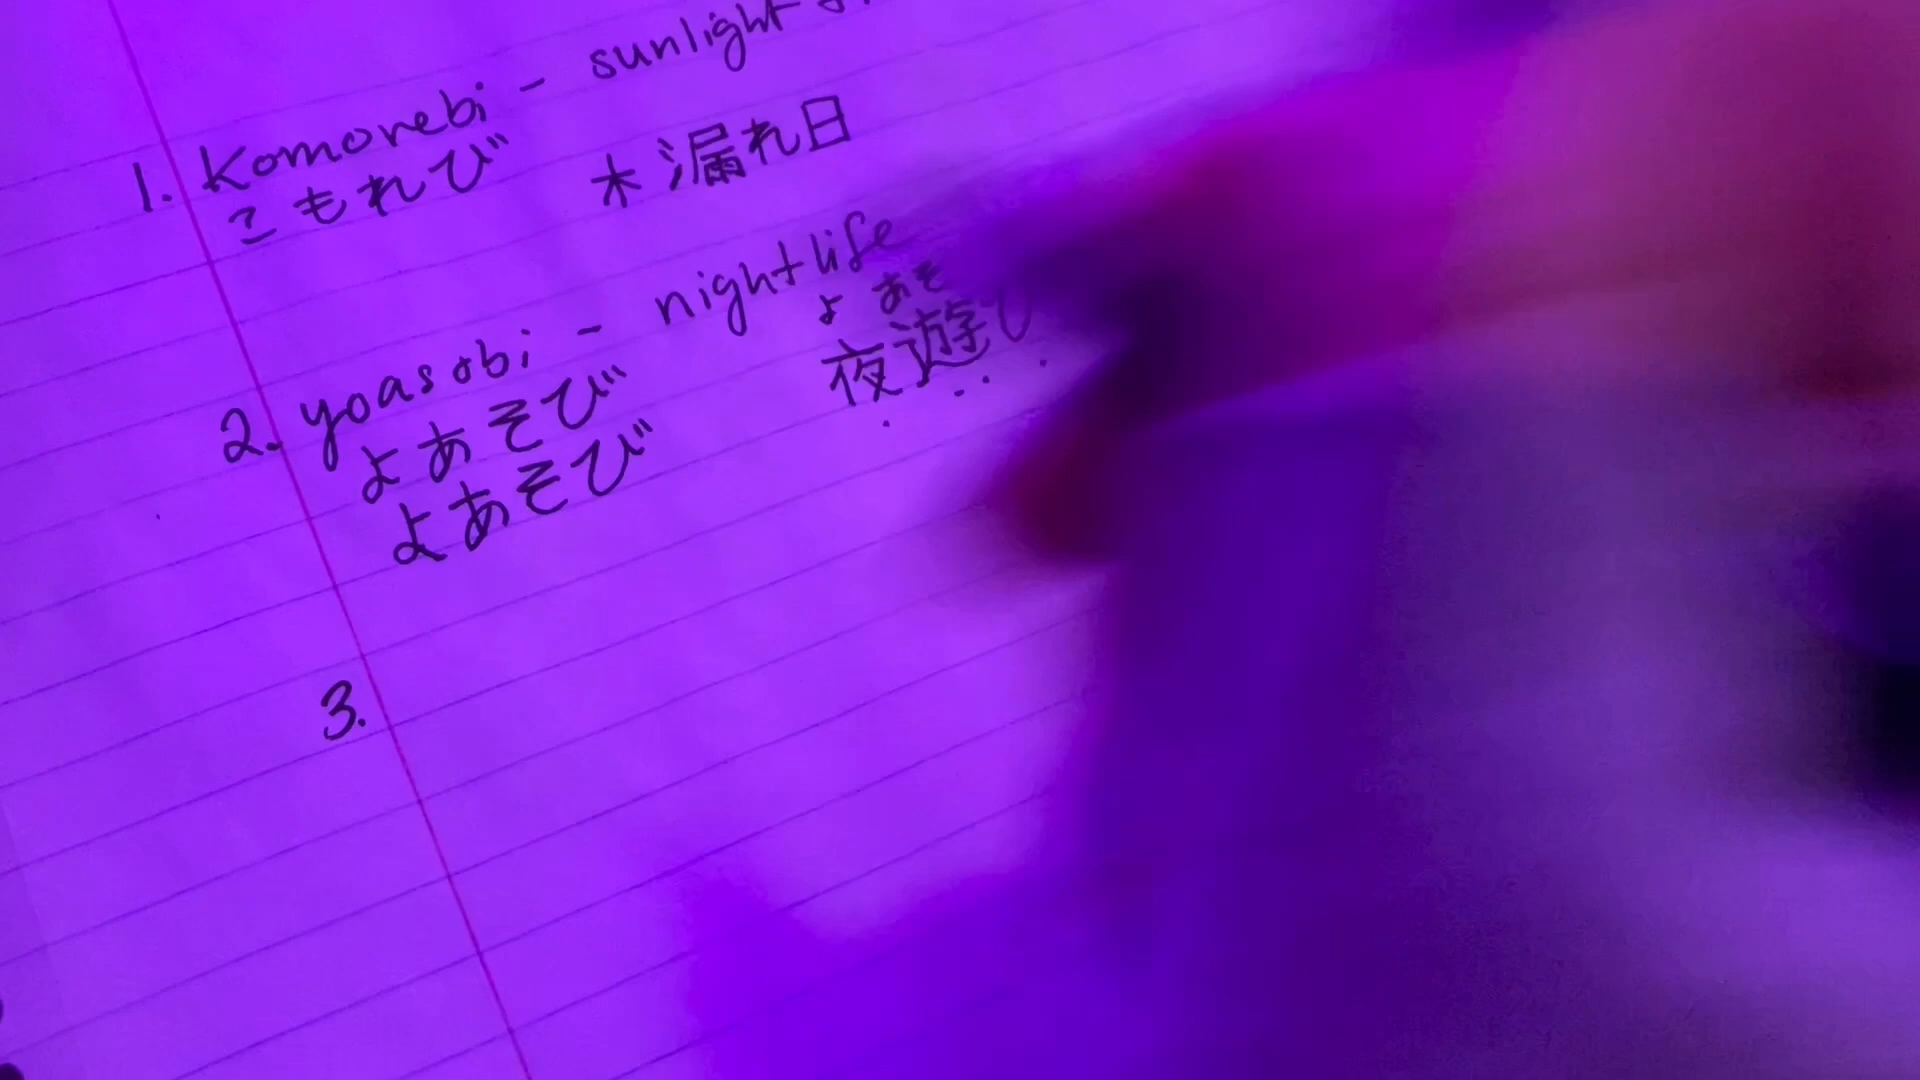 1. Komorebi - sunlight
こもれび 木漏れ日
2. yoasobi - nightlife
よ あそ
よあそび 夜遊び
よあそび
3.